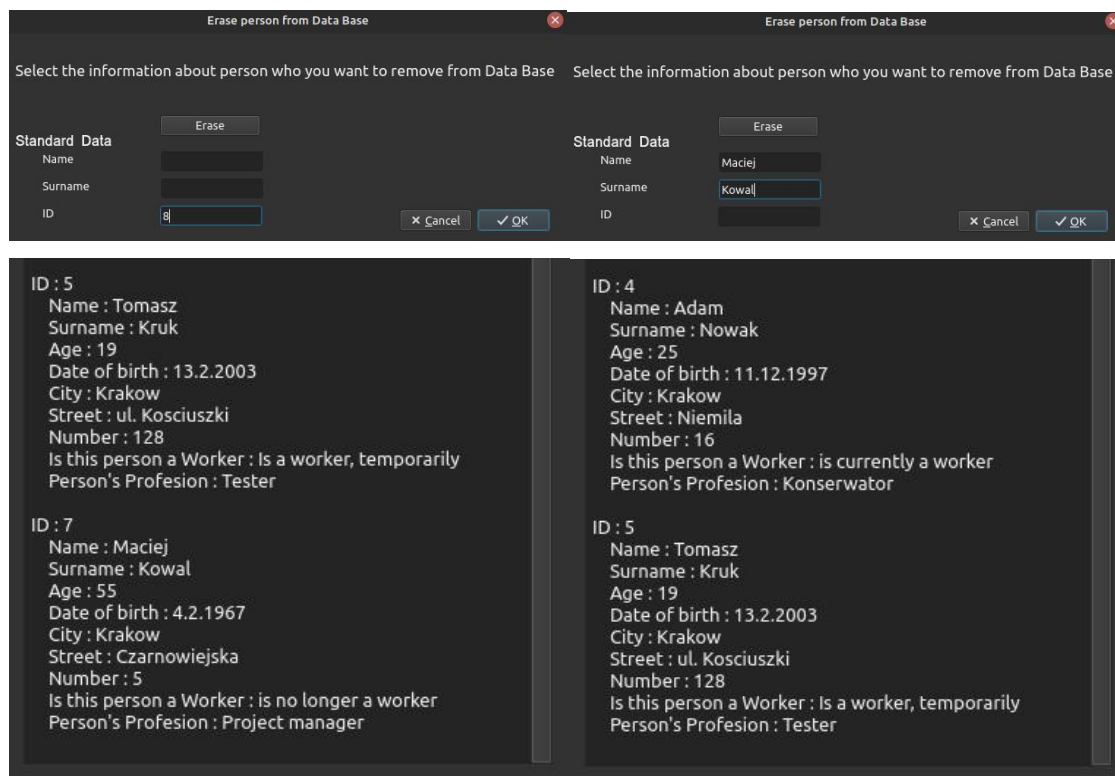 Erase person from Data Base
Select the information about person who you want to remove from Data Base
Erase
Standard Data
Name
Surname
ID 8
Cancel OK
Erase person from Data Base
Select the information about person who you want to remove from Data Base
Erase
Standard Data
Name Maciej
Surname Kowal
ID
Cancel OK
ID : 5
Name : Tomasz
Surname : Kruk
Age : 19
Date of birth : 13.2.2003
City : Krakow
Street : ul. Kosciuszki
Number : 128
Is this person a Worker : Is a worker, temporarily
Person's Profesion : Tester
ID : 7
Name : Maciej
Surname : Kowal
Age : 55
Date of birth : 4.2.1967
City : Krakow
Street : Czarnowiejska
Number : 5
Is this person a Worker : is no longer a worker
Person's Profesion : Project manager
ID : 4
Name : Adam
Surname : Nowak
Age : 25
Date of birth : 11.12.1997
City : Krakow
Street : Niemila
Number : 16
Is this person a Worker : is currently a worker
Person's Profesion : Konserwator
ID : 5
Name : Tomasz
Surname : Kruk
Age : 19
Date of birth : 13.2.2003
City : Krakow
Street : ul. Kosciuszki
Number : 128
Is this person a Worker : Is a worker, temporarily
Person's Profesion : Tester